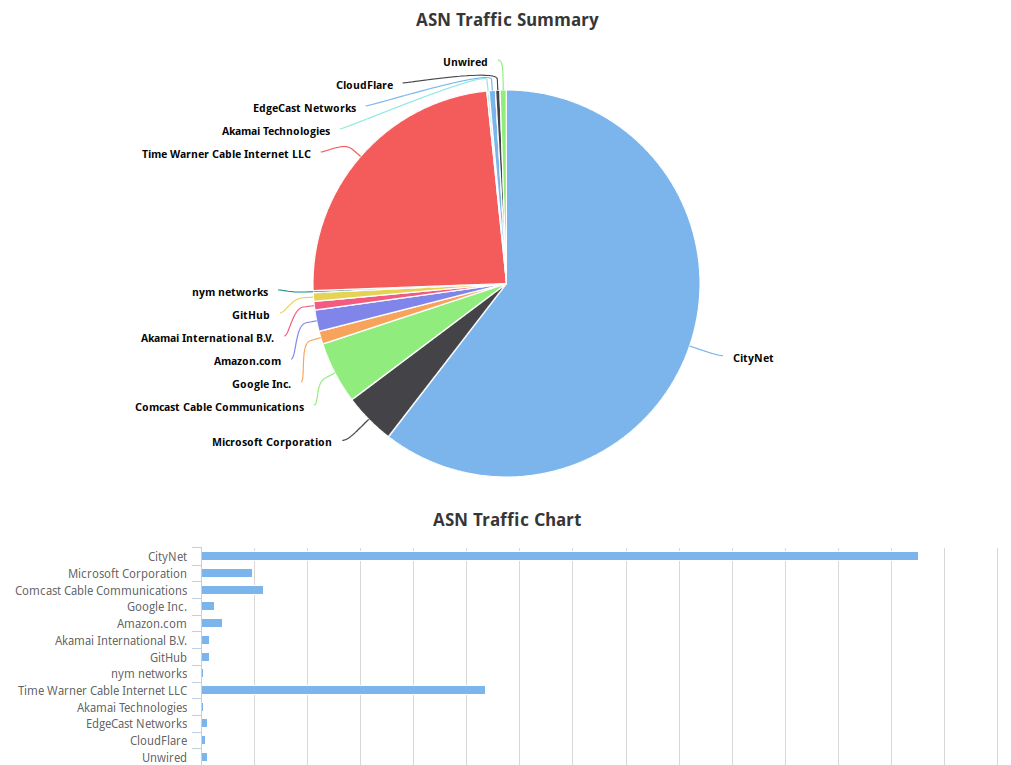 ASN Traffic Summary
Unwired
CloudFlare
EdgeCast Networks
Akamai Technologies
Time Warner Cable Internet LLC
nym networks
GitHub
Akamai International B.V.
CityNet
Amazon.com
Google Inc.
Comcast Cable Communications
Microsoft Corporation
ASN Traffic Chart
CityNet
Microsoft Corporation
Comcast Cable Communications
Google Inc.
Amazon.com
Akamai International B.V.
GitHub
nym networks
Time Warner Cable Internet LLC
Akamai Technologies
EdgeCast Networks
CloudFlare
Unwired